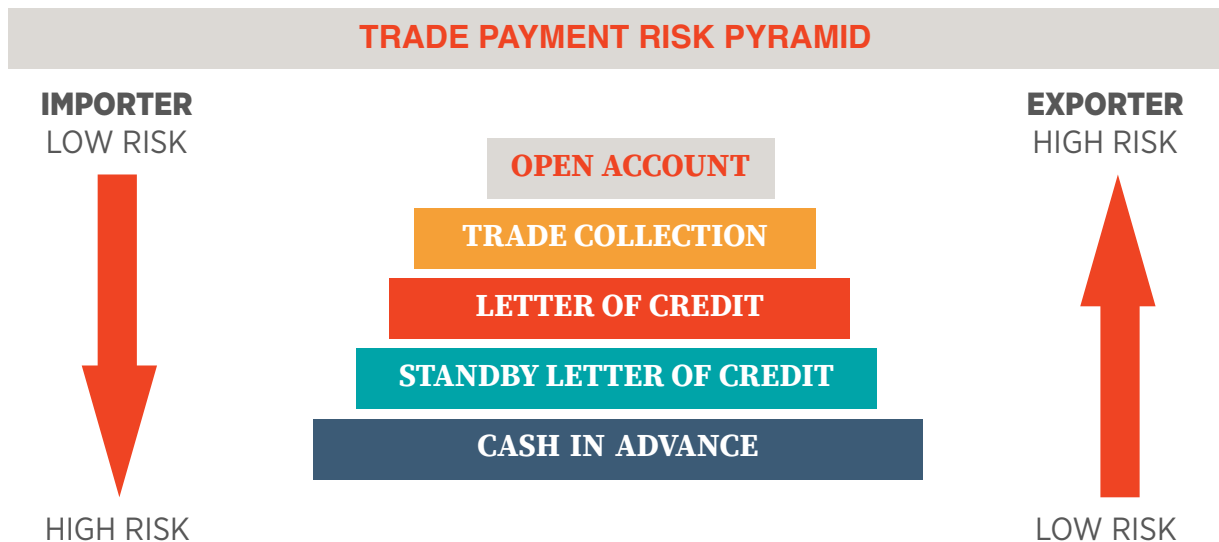 TRADE PAYMENT RISK PYRAMID
IMPORTER
LOW RISK
EXPORTER
HIGH RISK
OPEN ACCOUNT
TRADE COLLECTION
LETTER OF CREDIT
STANDBY LETTER OF CREDIT
CASH IN ADVANCE
HIGH RISK
LOW RISK